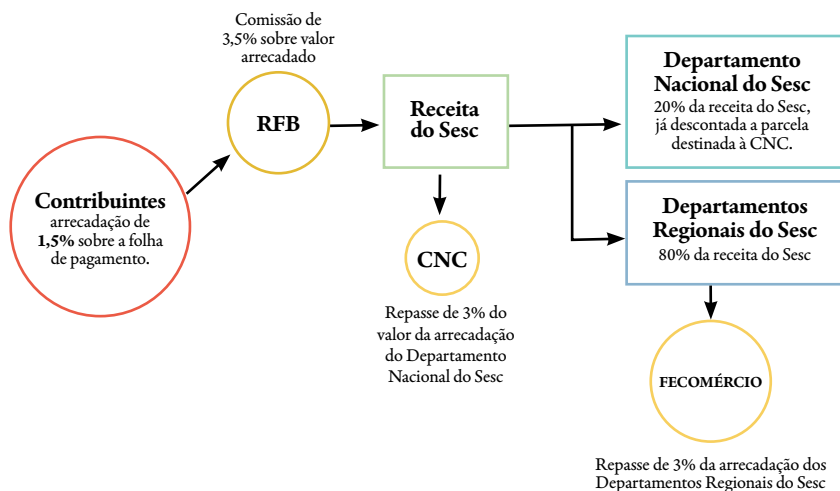 Contribuintes
arrecadação de
1,5% sobre a folha
de pagamento.
Comissão de
3,5% sobre valor
arrecadado
RFB
Receita
do Sesc
CNC
Repasse de 3% do
valor da arrecadação
do Departamento
Nacional do Sesc
Departamento
Nacional do Sesc
20% da receita do Sesc,
já descontada a parcela
destinada à CNC.
Departamentos
Regionais do Sesc
80% da receita do Sesc
FECOMÉRCIO
Repasse de 3% da arrecadação dos
Departamentos Regionais do Sesc